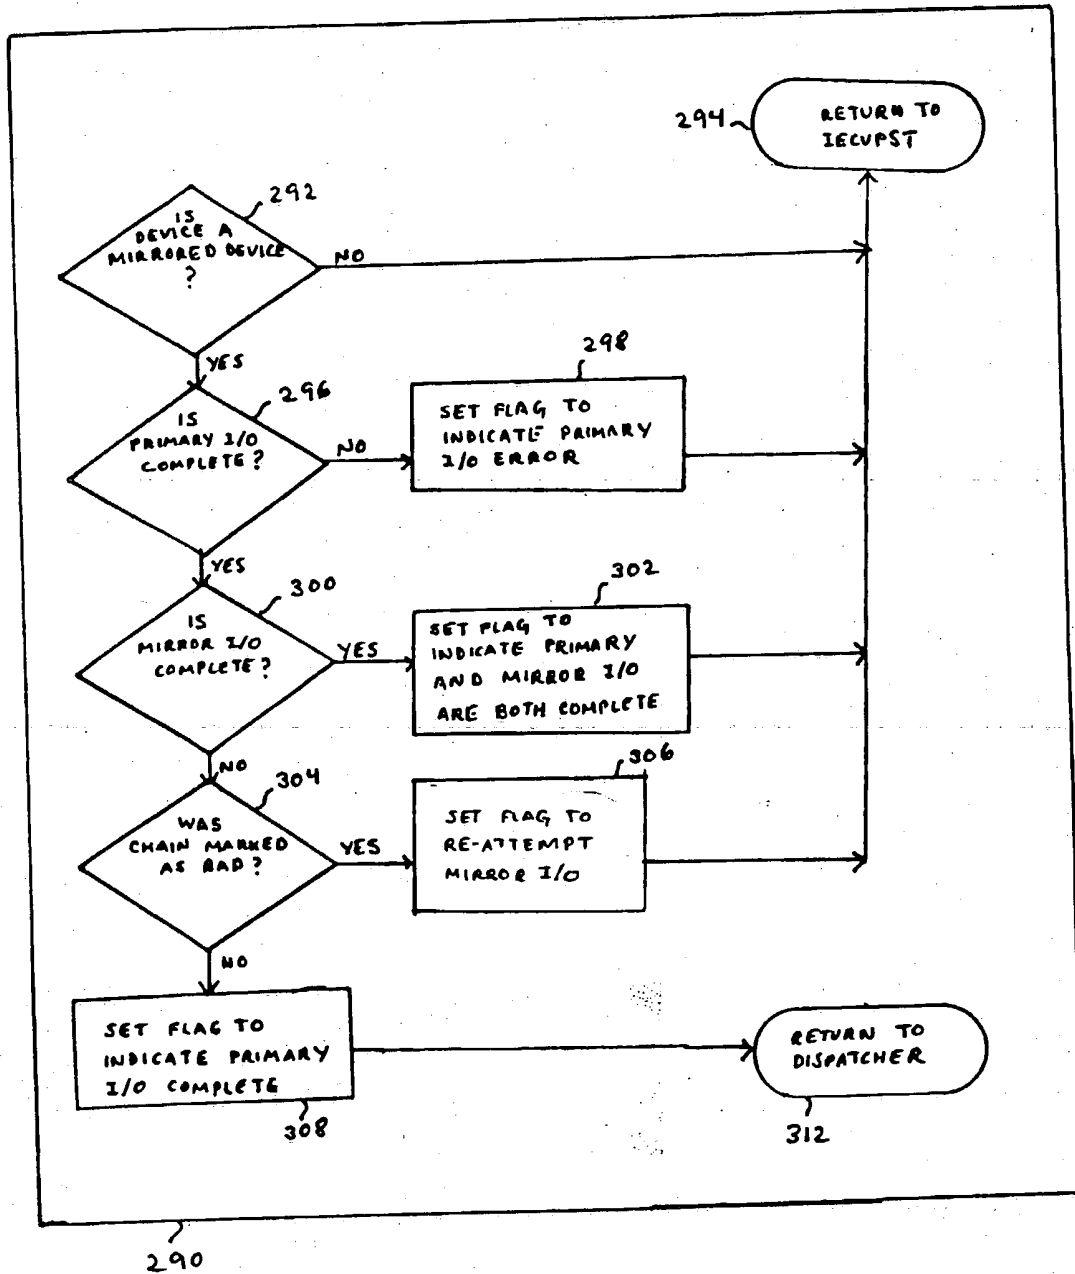 294
RETURN TO
IECVPST
292
IS
DEVICE A
MIRRORED DEVICE
?
NO
YES
296
IS
PRIMARY I/O
COMPLETE?
NO
298
SET FLAG TO
INDICATE PRIMARY
I/O ERROR
YES
300
IS
MIRROR I/O
COMPLETE?
YES
302
SET FLAG TO
INDICATE PRIMARY
AND MIRROR I/O
ARE BOTH COMPLETE
NO
304
WAS
CHAIN MARKED
AS BAD?
YES
306
SET FLAG TO
RE-ATTEMPT
MIRROR I/O
NO
SET FLAG TO
INDICATE PRIMARY
I/O COMPLETE
308
RETURN TO
DISPATCHER
312
290